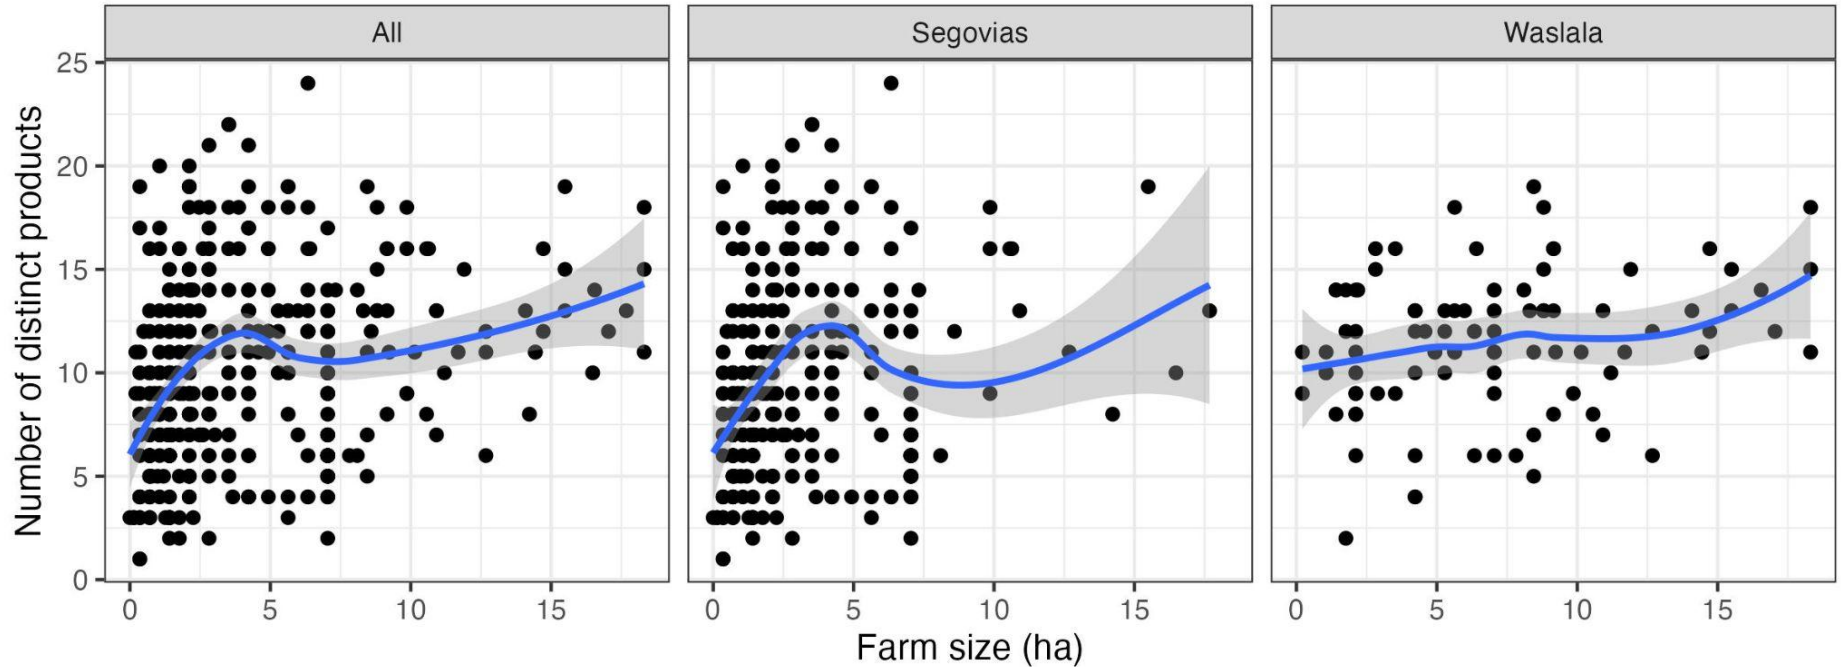 All
Segovias
Waslala
Number of distinct products
25
20
15
10
5
0
0 5 10 15
0 5 10 15
0 5 10 15
Farm size (ha)